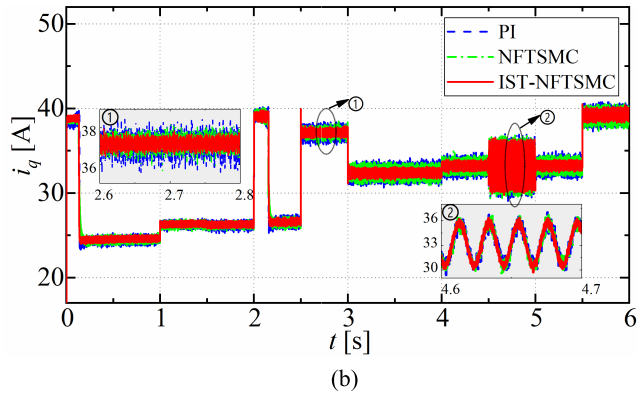 50
40
30
20
i_q [A]
PI
NFTSMC
IST-NFTSMC
①
①
38
36
2.6 2.7 2.8
②
②
36
33
30
4.6 4.7
0 1 2 3 4 5 6
t [s]
(b)